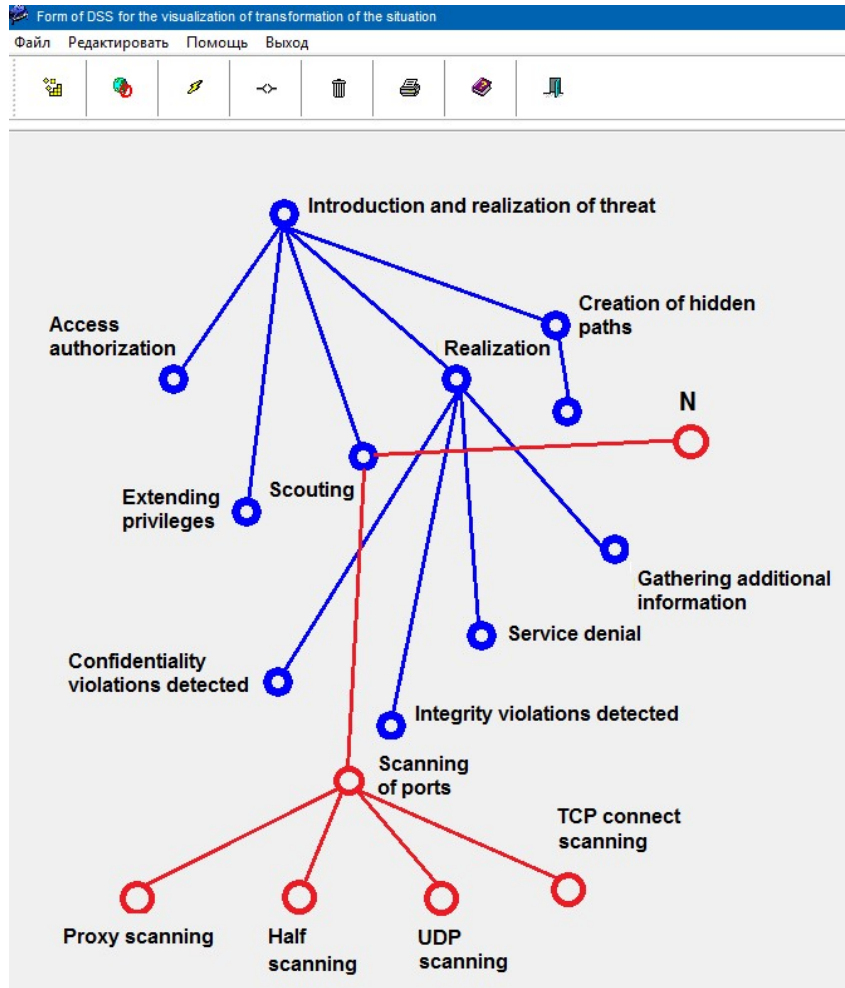 Form of DSS for the visualization of transformation of the situation
Файл Редактировать Помощь Выход
Introduction and realization of threat
Creation of hidden
paths
Access
authorization
Realization
N
Extending
privileges
Scouting
Gathering additional
information
Service denial
Confidentiality
violations detected
Integrity violations detected
Scanning
of ports
TCP connect
scanning
Proxy scanning
Half
scanning
UDP
scanning